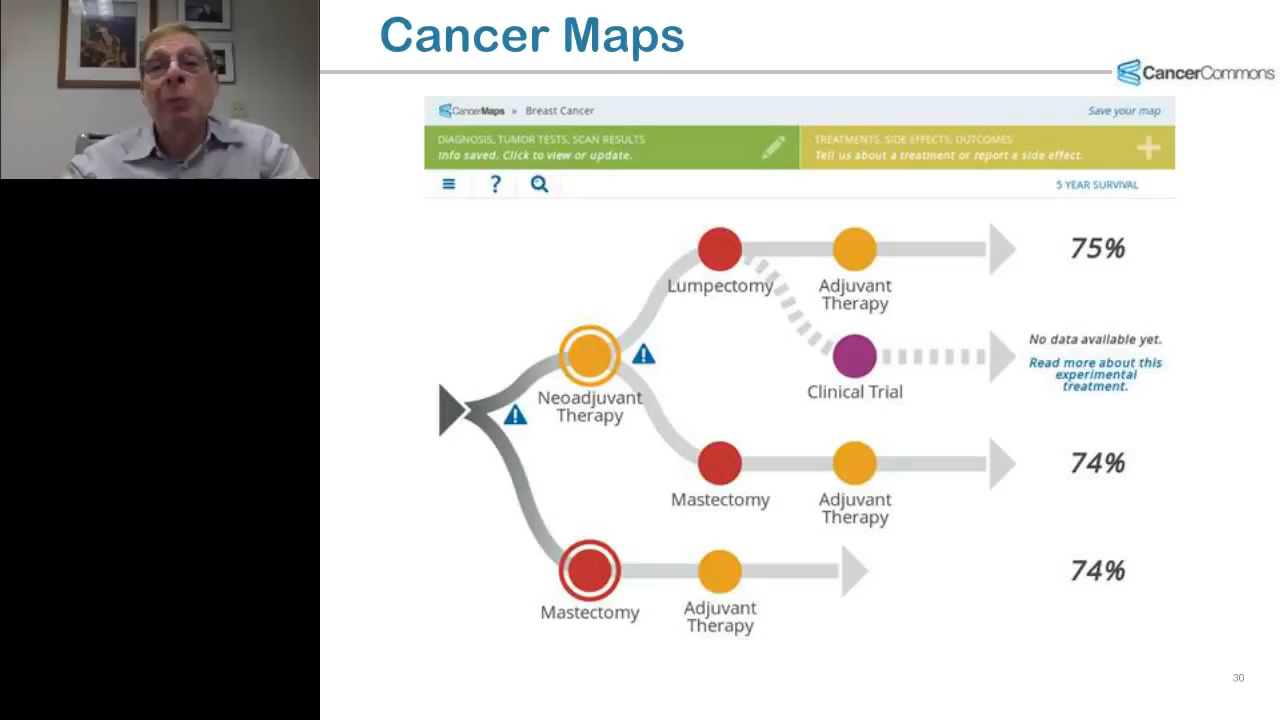 Cancer Maps
CancerCommons
CancerMaps » Breast Cancer
Save your map
DIAGNOSIS, TUMOR TESTS, SCAN RESULTS
Info saved. Click to view or update.
TREATMENTS, SIDE EFFECTS, OUTCOMES
Tell us about a treatment or report a side effect.
?
5 YEAR SURVIVAL
Lumpectomy
Adjuvant
Therapy
75%
Neoadjuvant
Therapy
Clinical Trial
No data available yet.
Read more about this
experimental
treatment.
Mastectomy
Adjuvant
Therapy
74%
Mastectomy
Adjuvant
Therapy
74%
30